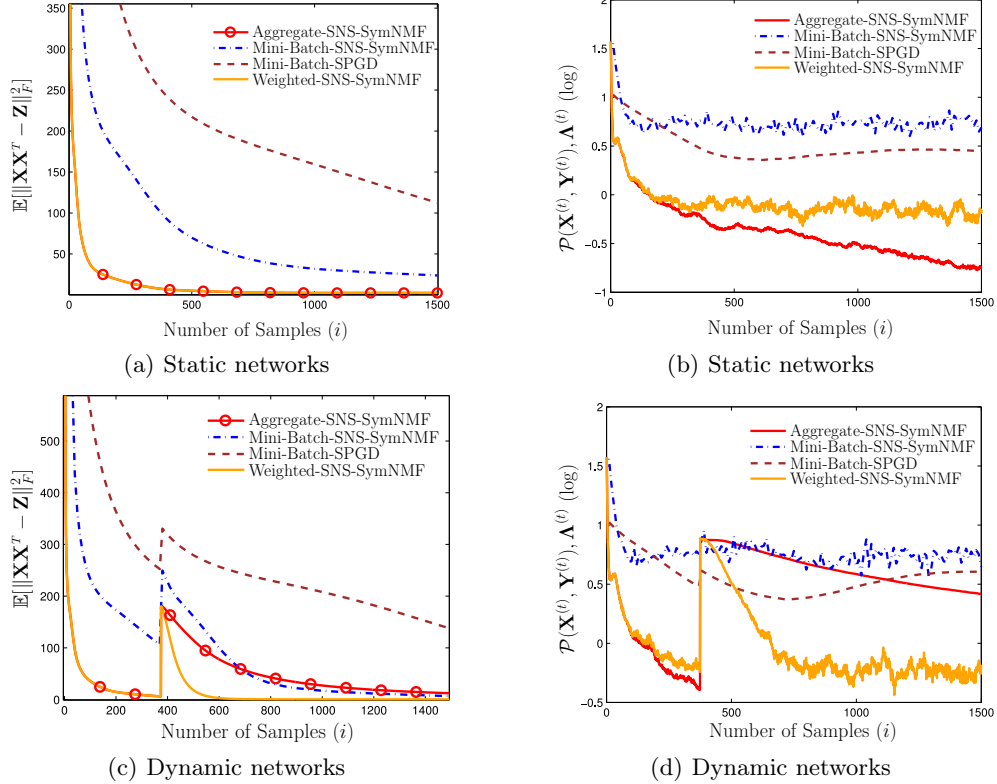 350
300
250
200
150
100
50
0
500
1000
1500
𝔼[‖XXᵀ − Z‖²_F]
Aggregate-SNS-SymNMF
Mini-Batch-SNS-SymNMF
Mini-Batch-SPGD
Weighted-SNS-SymNMF
Number of Samples (i)
(a) Static networks
2
1.5
1
0.5
0
−0.5
−1
0
500
1000
1500
𝒫(X⁽ᵗ⁾, Y⁽ᵗ⁾), Λ⁽ᵗ⁾ (log)
Aggregate-SNS-SymNMF
Mini-Batch-SNS-SymNMF
Mini-Batch-SPGD
Weighted-SNS-SymNMF
Number of Samples (i)
(b) Static networks
500
400
300
200
100
0
0
200
400
600
800
1000
1200
1400
𝔼[‖XXᵀ − Z‖²_F]
Aggregate-SNS-SymNMF
Mini-Batch-SNS-SymNMF
Mini-Batch-SPGD
Weighted-SNS-SymNMF
Number of Samples (i)
(c) Dynamic networks
2
1.5
1
0.5
0
−0.5
0
500
1000
1500
𝒫(X⁽ᵗ⁾, Y⁽ᵗ⁾), Λ⁽ᵗ⁾ (log)
Aggregate-SNS-SymNMF
Mini-Batch-SNS-SymNMF
Mini-Batch-SPGD
Weighted-SNS-SymNMF
Number of Samples (i)
(d) Dynamic networks